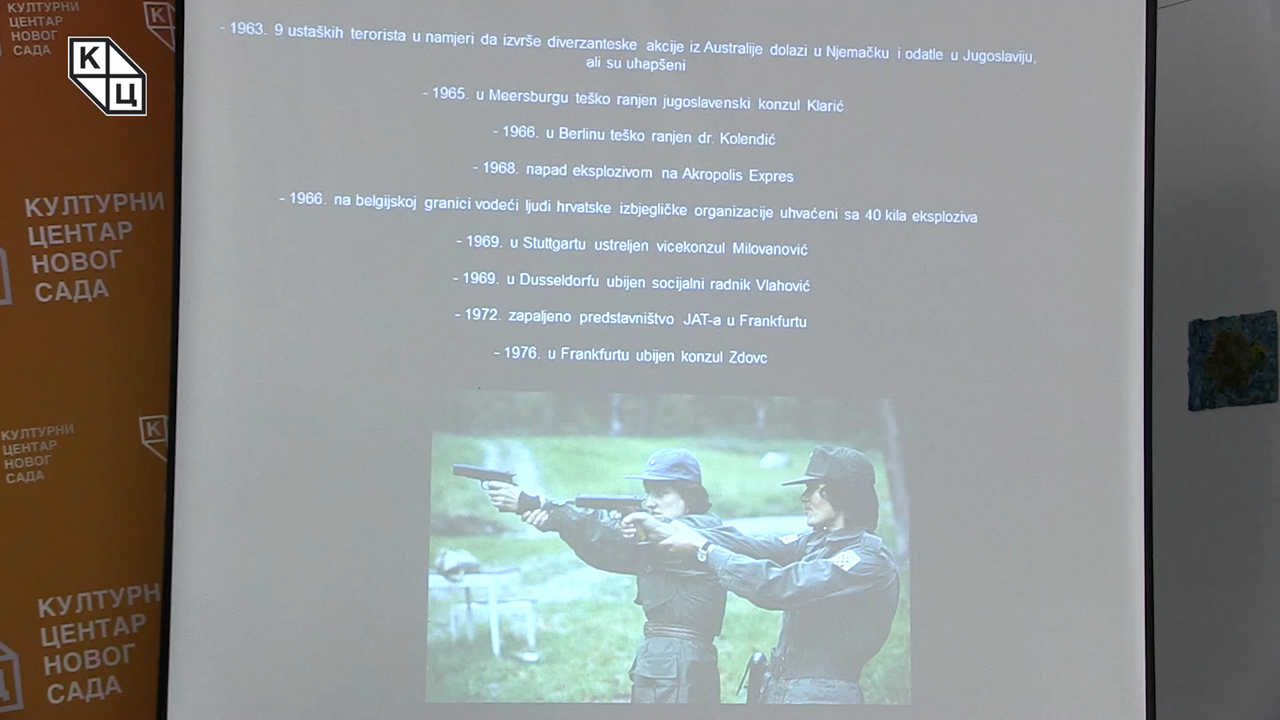 КУЛТУРНИ
ЦЕНТАР
НОВОГ
САДА
К
К
Ц
КУЛТУРНИ
ЦЕНТАР
НОВОГ
САДА
КУЛТУРНИ
ЦЕНТАР
НОВОГ
САДА
К
КУЛТУРН
ЦЕНТАР
НОВОГ
САДА
Ц
- 1963. 9 ustaških terorista u namjeri da izvrše diverzanteske akcije iz Australije dolazi u Njemačku i odatle u Jugoslaviju,
ali su uhapšeni
- 1965. u Meersburgu teško ranjen jugoslavenski konzul Klarić
- 1966. u Berlinu teško ranjen dr. Kolendić
- 1968. napad eksplozivom na Akropolis Expres
- 1966. na belgijskoj granici vodeći ljudi hrvatske izbjegličke organizacije uhvaćeni sa 40 kila eksploziva
- 1969. u Stuttgartu ustreljen vicekonzul Milovanović
- 1969. u Dusseldorfu ubijen socijalni radnik Vlahović
- 1972. zapaljeno predstavništvo JAT-a u Frankfurtu
- 1976. u Frankfurtu ubijen konzul Zdovc